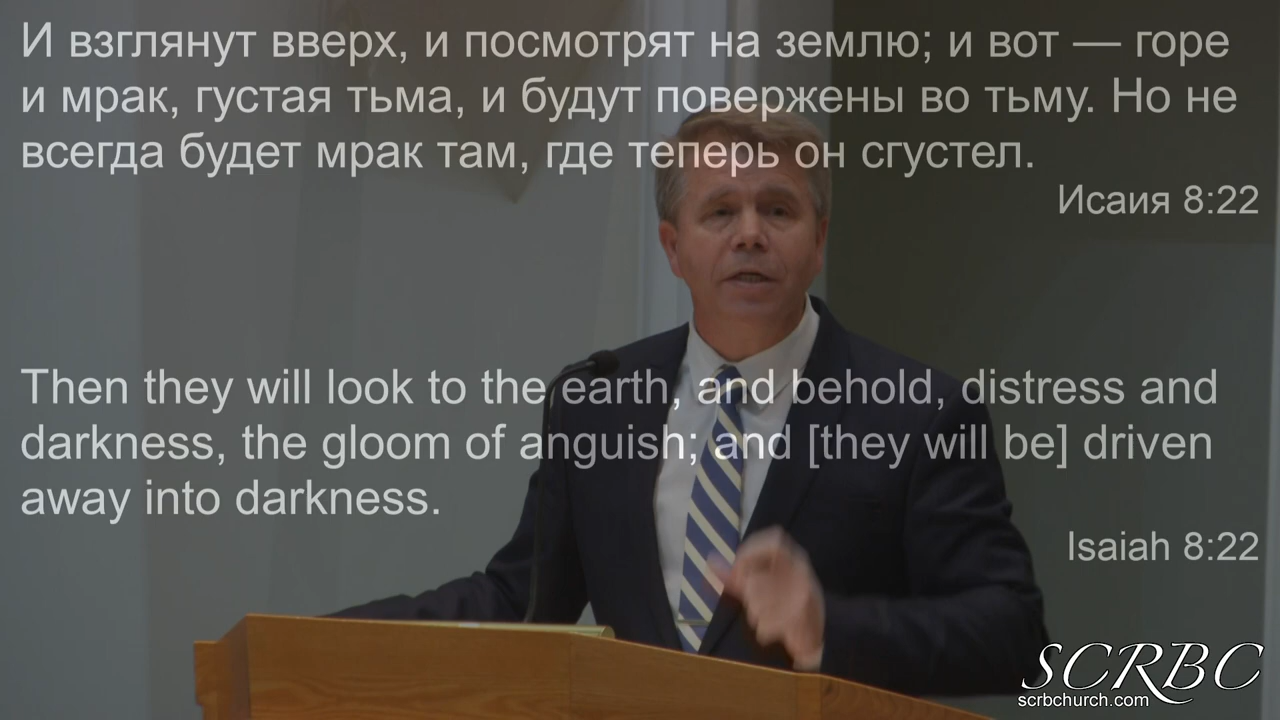 И взглянут вверх, и посмотрят на землю; и вот — горе
и мрак, густая тьма, и будут повержены во тьму. Но не
всегда будет мрак там, где теперь он сгустел.
Исаия 8:22
Then they will look to the earth, and behold, distress and
darkness, the gloom of anguish; and [they will be] driven
away into darkness.
Isaiah 8:22
SCRBC
scrbchurch.com